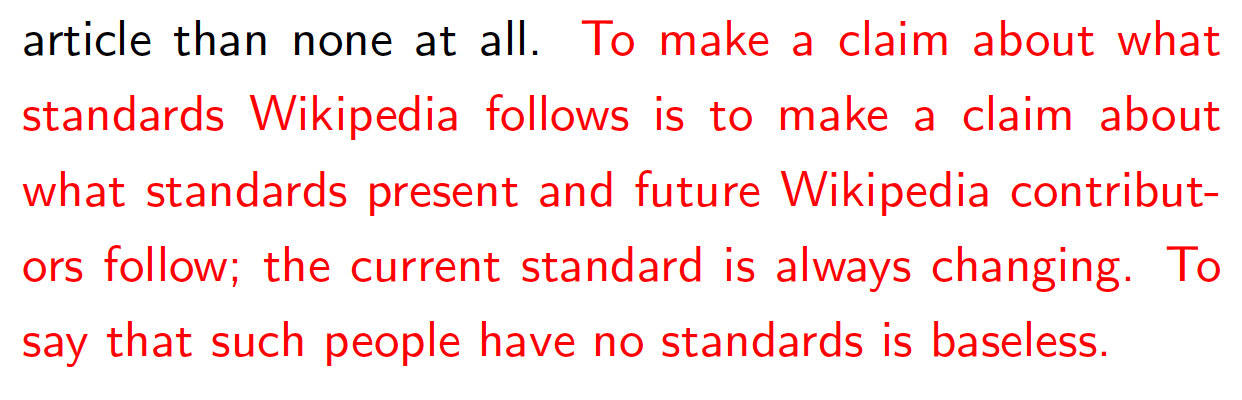 article than none at all. To make a claim about what
standards Wikipedia follows is to make a claim about
what standards present and future Wikipedia contribut-
ors follow; the current standard is always changing. To
say that such people have no standards is baseless.